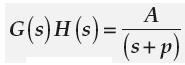 G(s)H(s) = A/(s+p)